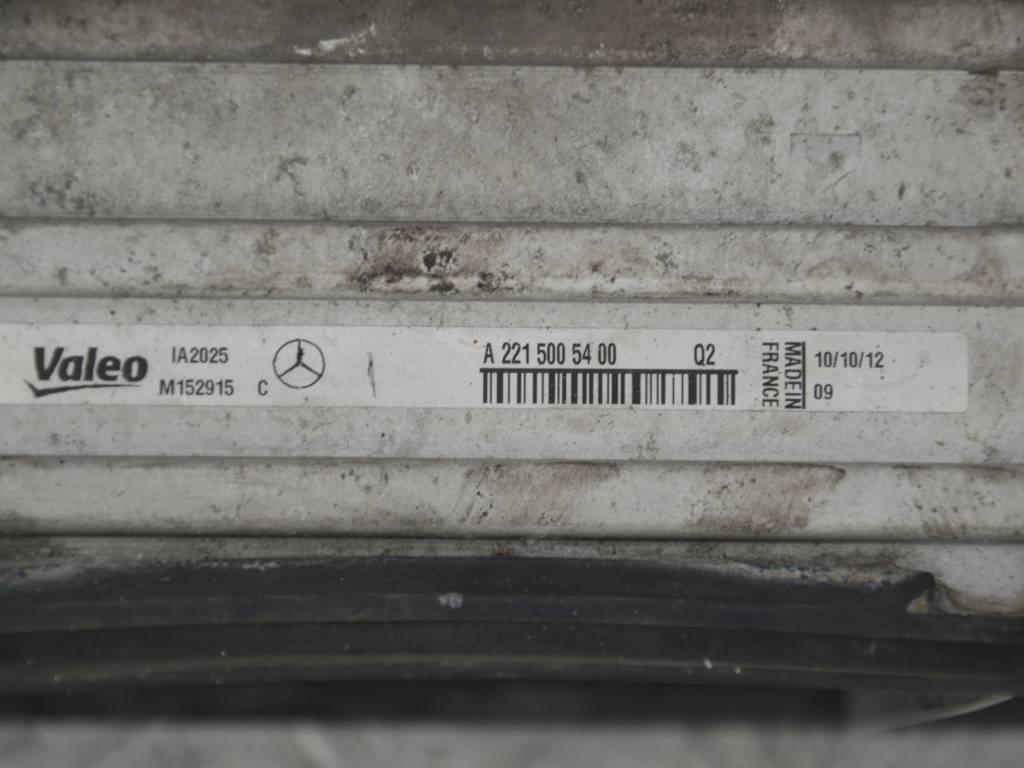 Valeo
IA2025
M152915 C
A 221 500 54 00 Q2
MADE IN
FRANCE
10/10/12
09